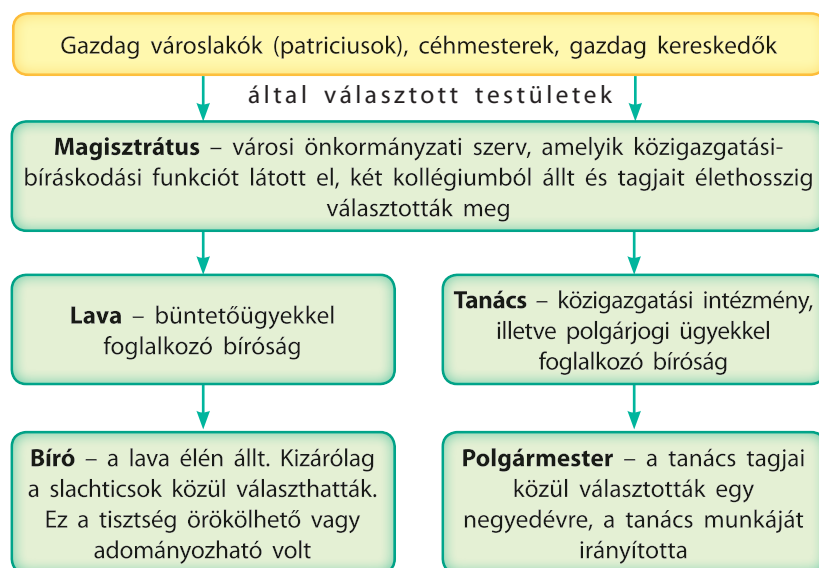 Gazdag városlakók (patriciusok), céhmesterek, gazdag kereskedők
által választott testületek
Magisztrátus – városi önkormányzati szerv, amelyik közigazgatási-
bíráskodási funkciót látott el, két kollégiumból állt és tagjait élethosszig
választották meg
Lava – büntetőügyekkel
foglalkozó bíróság
Tanács – közigazgatási intézmény,
illetve polgárjogi ügyekkel
foglalkozó bíróság
Bíró – a lava élén állt. Kizárólag
a slachticsok közül választhatták.
Ez a tisztség örökölhető vagy
adományozható volt
Polgármester – a tanács tagjai
közül választották egy
negyedévre, a tanács munkáját
irányította